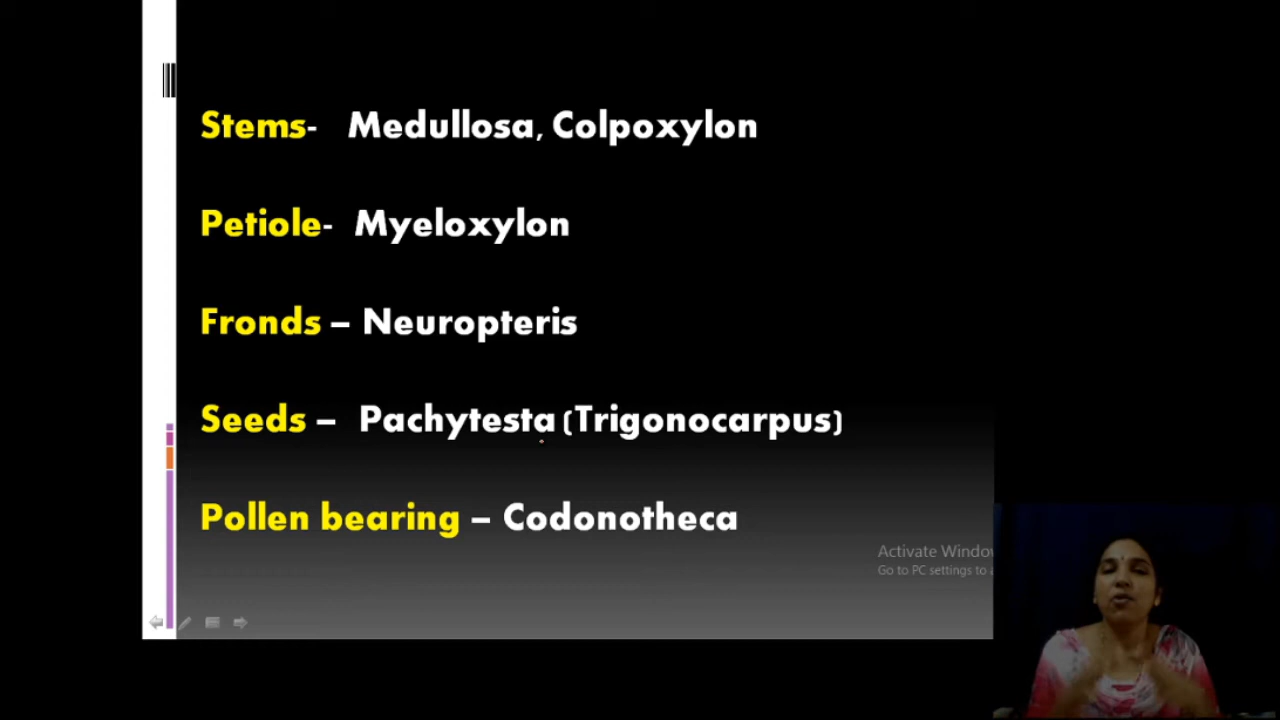 Stems-   Medullosa, Colpoxylon
Petiole-  Myeloxylon
Fronds – Neuropteris
Seeds –  Pachytesta (Trigonocarpus)
Pollen bearing – Codonotheca
Activate Windo
Go to PC settings to a